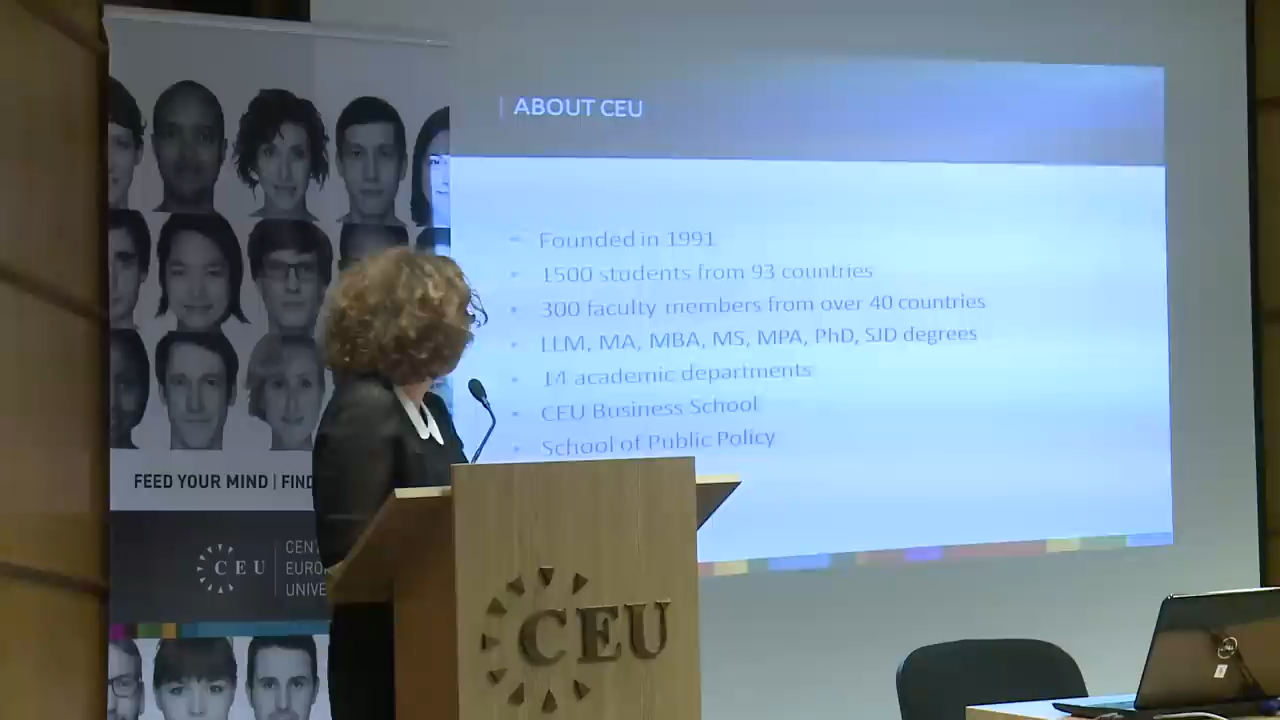 ABOUT CEU
- Founded in 1991
• 1500 students from 93 countries
• 300 faculty members from over 40 countries
• LLM, MA, MBA, MS, MPA, PhD, SJD degrees
• 14 academic departments
• CEU Business School
• School of Public Policy
FEED YOUR MIND | FIND
CEU
CEN
EURO
UNIVE
CEU